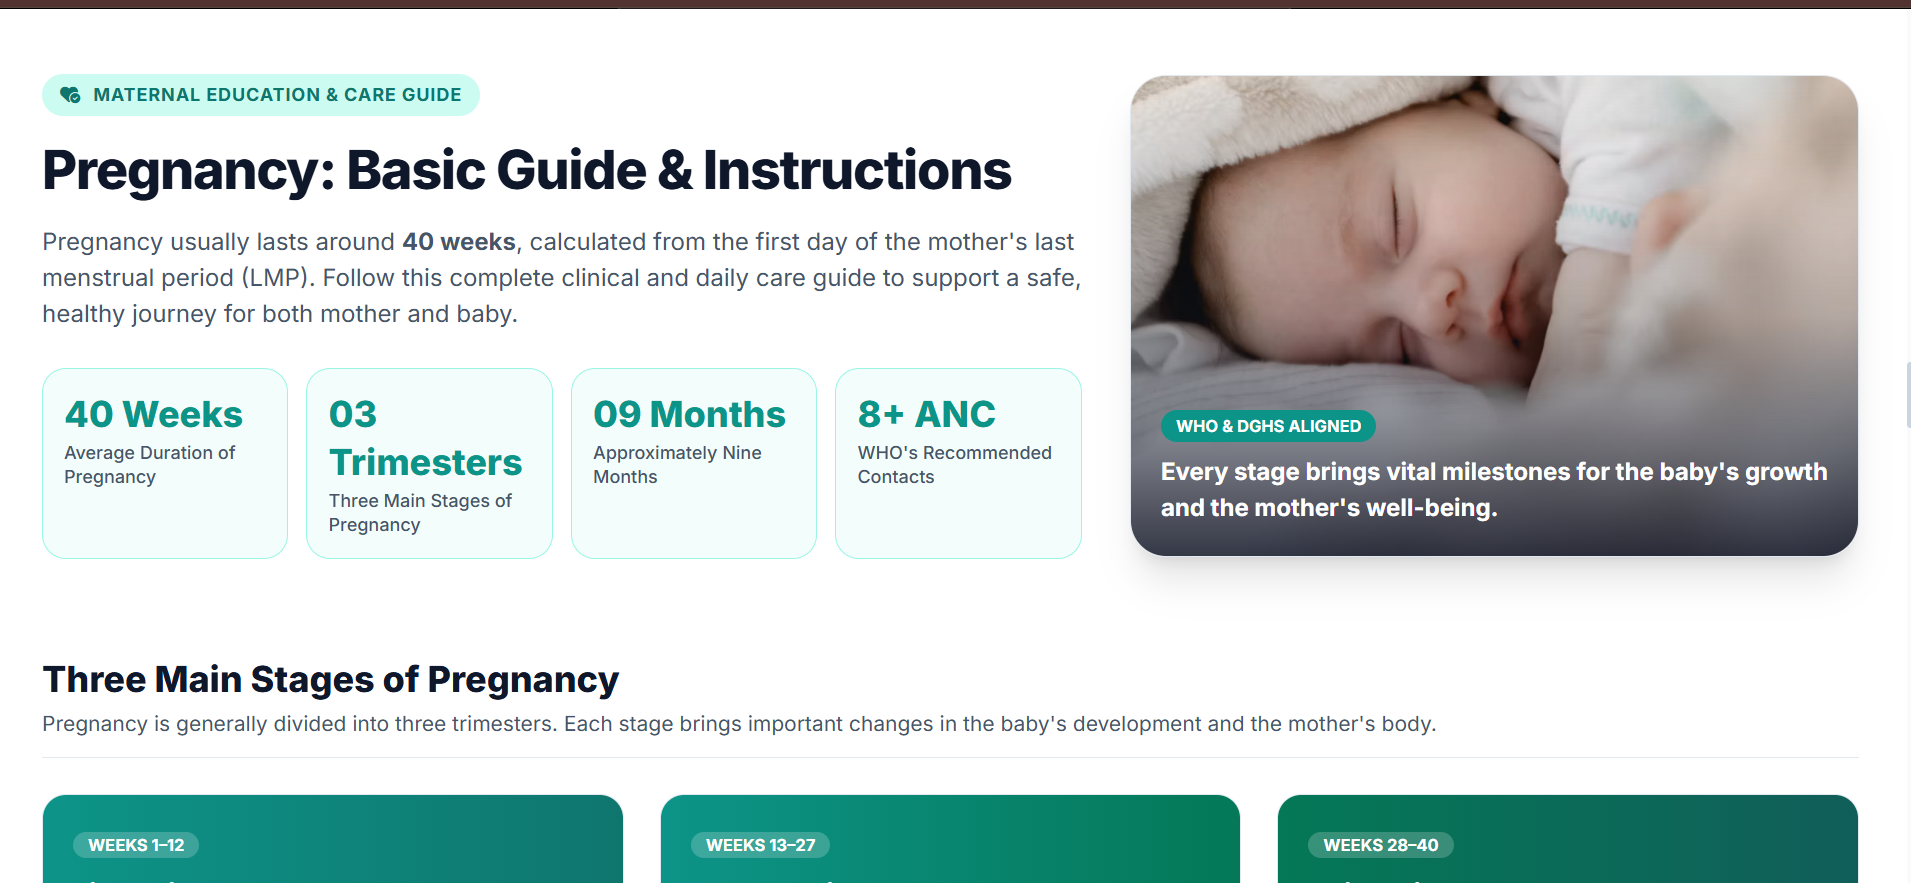 MATERNAL EDUCATION & CARE GUIDE
Pregnancy: Basic Guide & Instructions
Pregnancy usually lasts around 40 weeks, calculated from the first day of the mother's last
menstrual period (LMP). Follow this complete clinical and daily care guide to support a safe,
healthy journey for both mother and baby.
40 Weeks
Average Duration of
Pregnancy
03
Trimesters
Three Main Stages of
Pregnancy
09 Months
Approximately Nine
Months
8+ ANC
WHO's Recommended
Contacts
WHO & DGHS ALIGNED
Every stage brings vital milestones for the baby's growth
and the mother's well-being.
Three Main Stages of Pregnancy
Pregnancy is generally divided into three trimesters. Each stage brings important changes in the baby's development and the mother's body.
WEEKS 1–12
WEEKS 13–27
WEEKS 28–40